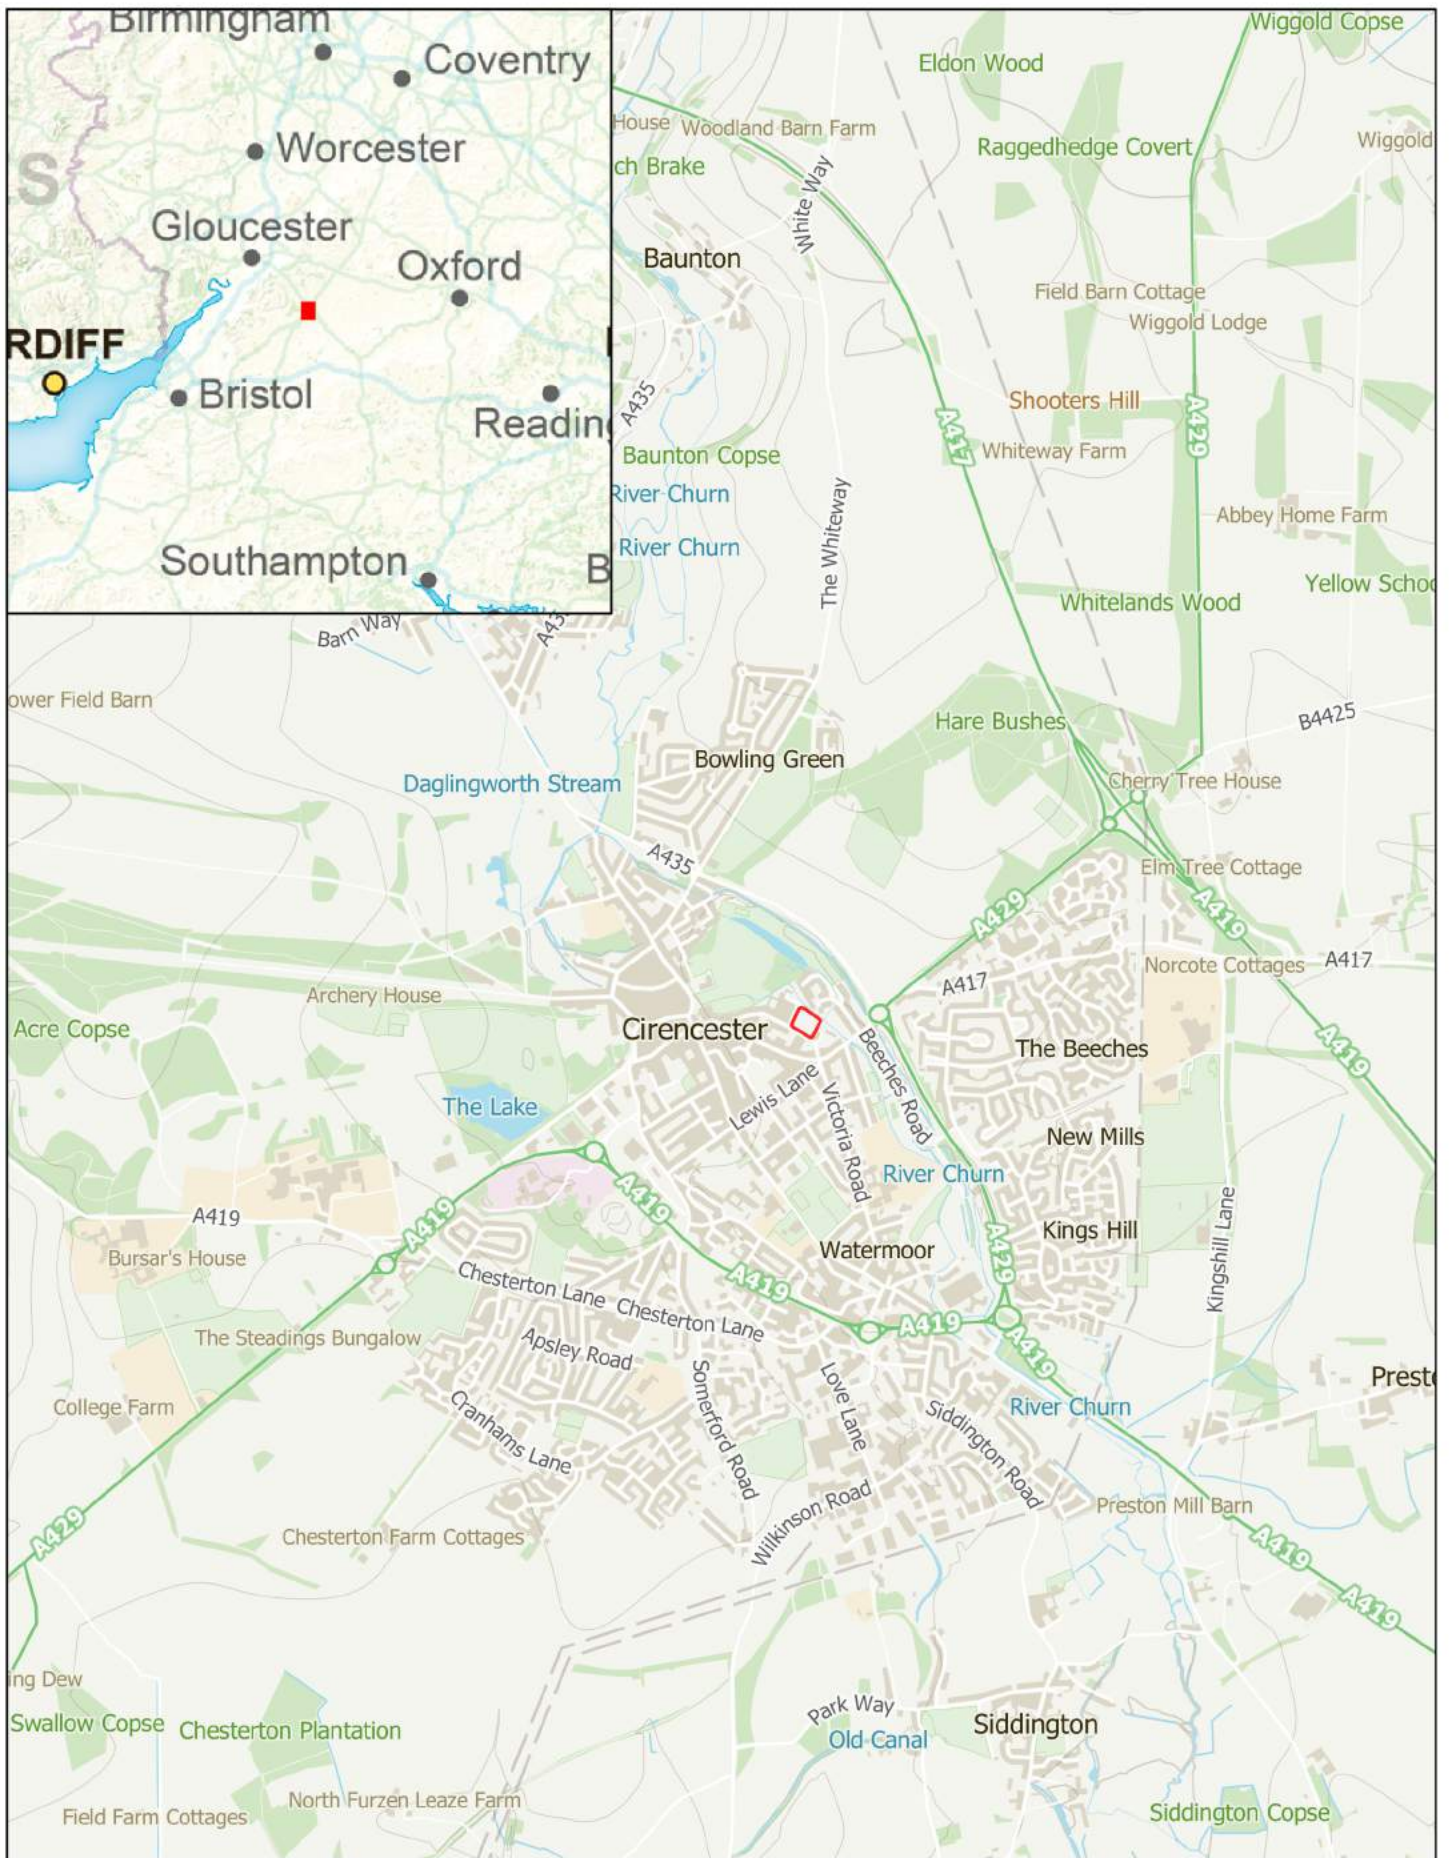 Birmingham
Coventry
Worcester
S
Gloucester
Oxford
RDIFF
Bristol
Readin
Southampton
B
Wiggold Copse
Eldon Wood
House
Woodland Barn Farm
Raggedhedge Covert
Wiggold
ch Brake
White Way
Baunton
Field Barn Cottage
Wiggold Lodge
A435
Shooters Hill
A417
A429
Whiteway Farm
Baunton Copse
River Churn
The Whiteway
Abbey Home Farm
River Churn
Yellow Schoo
Whitelands Wood
Barn Way
A43
ower Field Barn
Hare Bushes
B4425
Bowling Green
Daglingworth Stream
Cherry Tree House
A435
Elm Tree Cottage
A429
A419
Norcote Cottages
A417
A417
Archery House
Acre Copse
Cirencester
Beeches Road
The Beeches
A419
Lewis Lane
The Lake
Victoria Road
New Mills
River Churn
A419
A419
A419
Kingshill Lane
Bursar's House
Watermoor
Kings Hill
A429
Chesterton Lane
Chesterton Lane
A419
A419
A419
The Steadings Bungalow
Apsley Road
Somerford Road
Love Lane
Presto
College Farm
Cranhams Lane
Siddington Road
River Churn
Wilkinson Road
Preston Mill Barn
A429
Chesterton Farm Cottages
A419
A419
ing Dew
Swallow Copse
Chesterton Plantation
Park Way
Old Canal
Siddington
North Furzen Leaze Farm
Field Farm Cottages
Siddington Copse